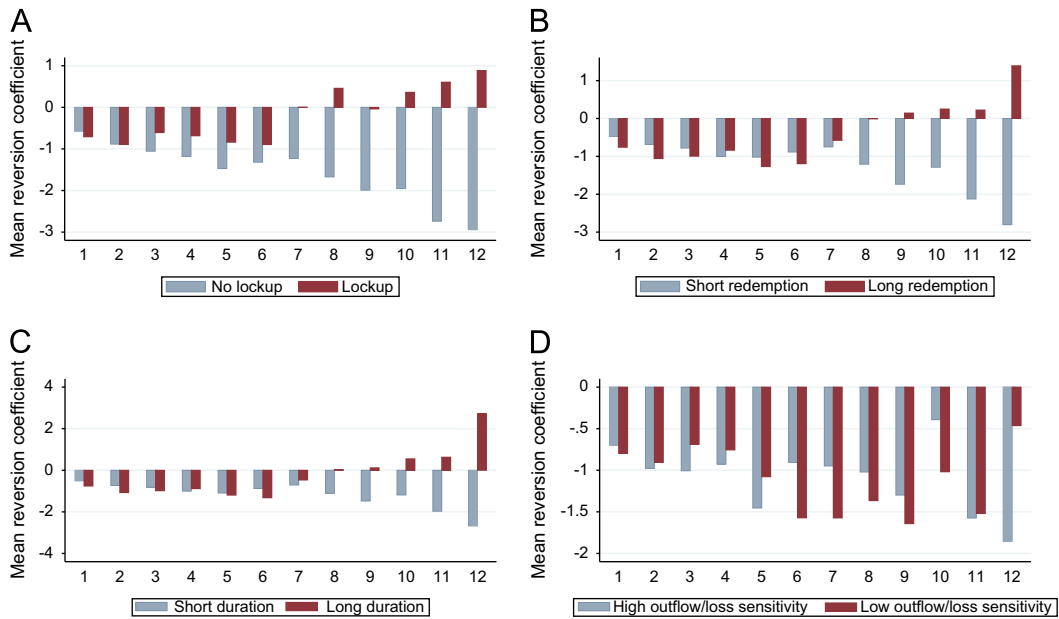 A
Mean reversion coefficient
1
0
-1
-2
-3
1 2 3 4 5 6 7 8 9 10 11 12
No lockup Lockup
B
Mean reversion coefficient
1
0
-1
-2
-3
1 2 3 4 5 6 7 8 9 10 11 12
Short redemption Long redemption
C
Mean reversion coefficient
4
2
0
-2
-4
1 2 3 4 5 6 7 8 9 10 11 12
Short duration Long duration
D
Mean reversion coefficient
0
-.5
-1
-1.5
-2
1 2 3 4 5 6 7 8 9 10 11 12
High outflow/loss sensitivity Low outflow/loss sensitivity